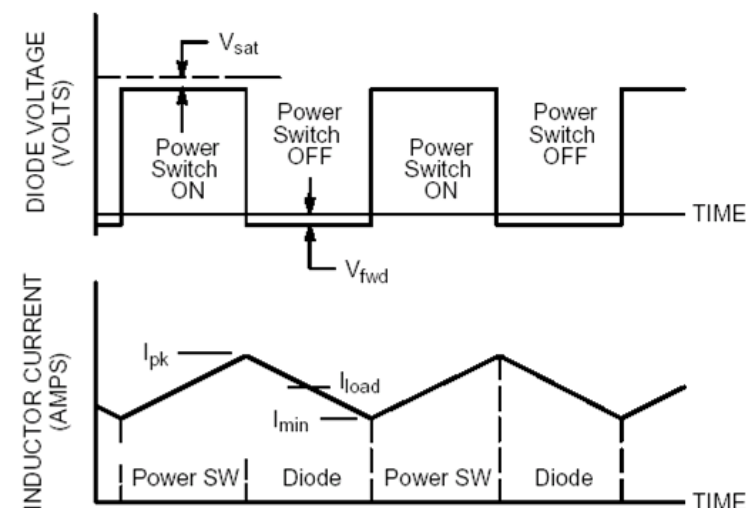 DIODE VOLTAGE
(VOLTS)
Vsat
Power
Switch
ON
Power
Switch
OFF
Power
Switch
ON
Power
Switch
OFF
TIME
Vfwd
INDUCTOR CURRENT
(AMPS)
Ipk
Iload
Imin
Power SW
Diode
Power SW
Diode
TIME